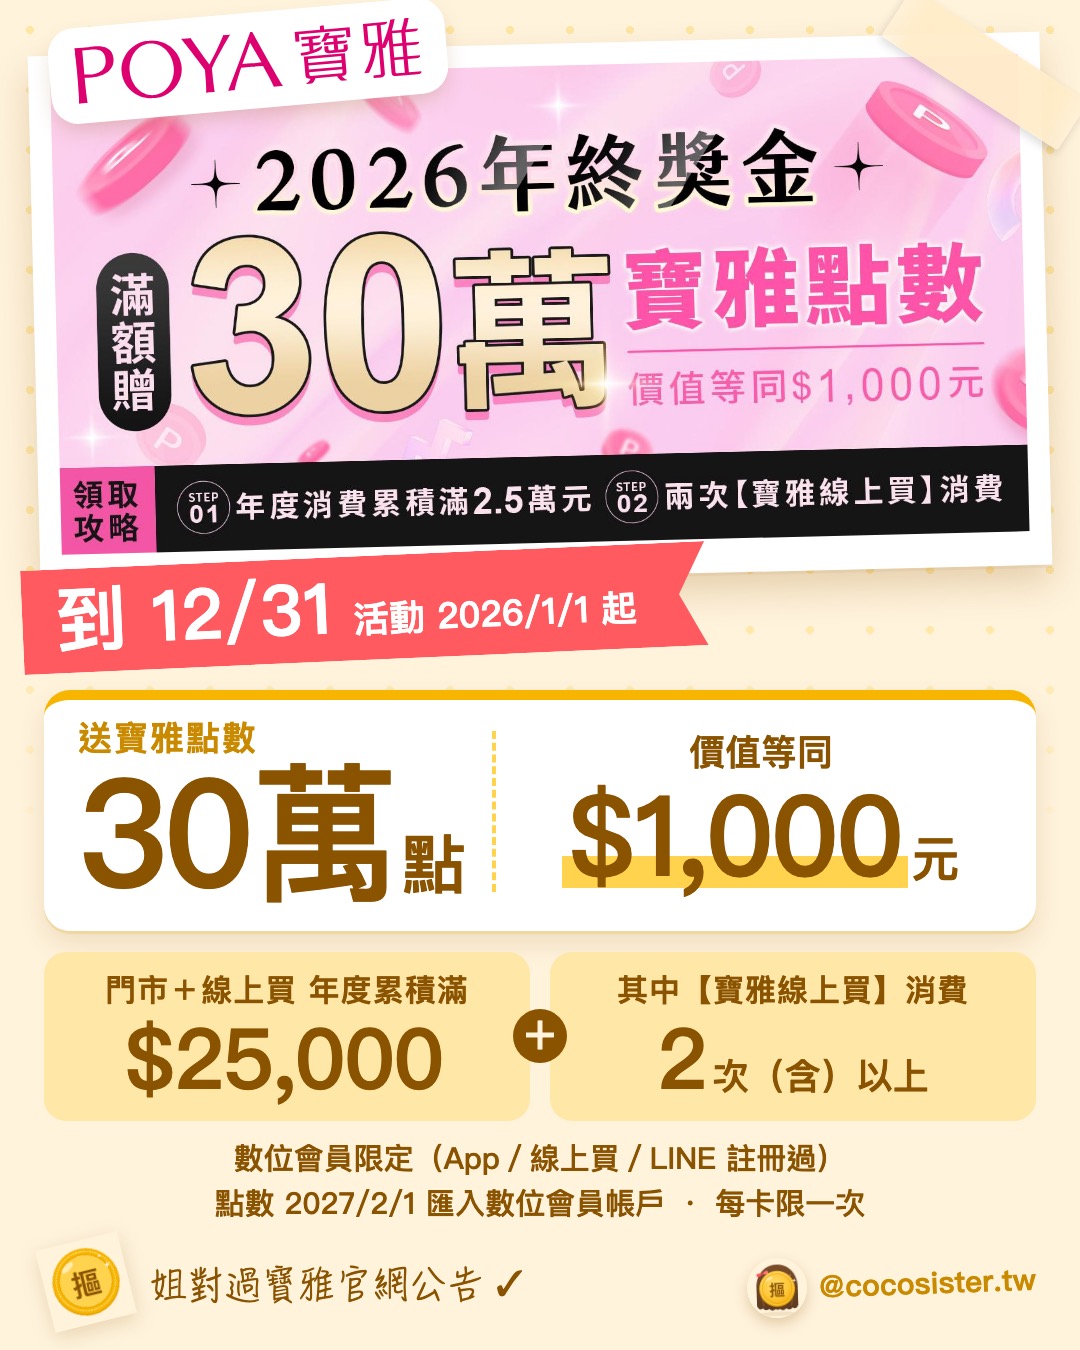 POYA 寶雅
2026年終獎金
滿額贈
30萬
寶雅點數
價值等同$1,000元
領取攻略
STEP 01 年度消費累積滿2.5萬元 STEP 02 兩次【寶雅線上買】消費
到 12/31 活動 2026/1/1 起
送寶雅點數
30萬點
價值等同
$1,000元
門市＋線上買 年度累積滿
$25,000
+
其中【寶雅線上買】消費
2次（含）以上
數位會員限定（App / 線上買 / LINE 註冊過）
點數 2027/2/1 匯入數位會員帳戶 · 每卡限一次
摳
姐對過寶雅官網公告 ✓
摳
@cocosister.tw